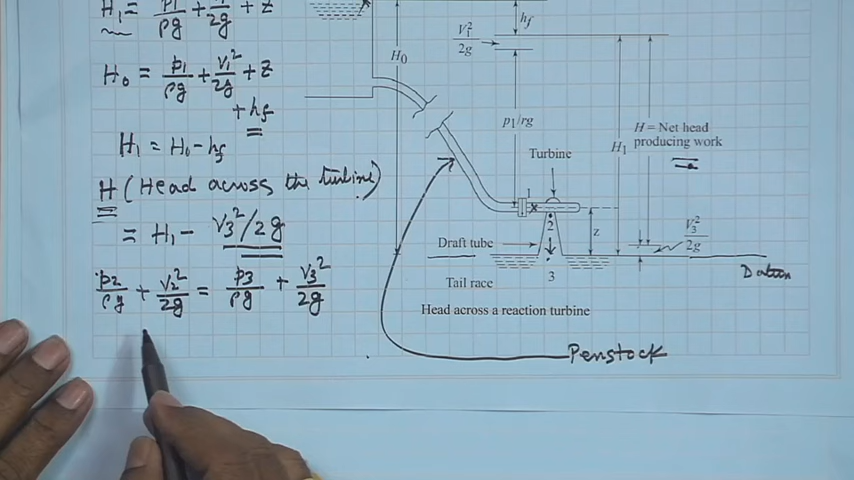 H₁ = p₁/ρg + V₁²/2g + z
H₀ = p₁/ρg + V₁²/2g + z
+ hf
H₁ = H₀ - hf
H (Head across the turbine)
= H₁ - V₃²/2g
p₂/ρg + V₂²/2g = p₃/ρg + V₃²/2g
hf
V₁²/2g
H₀
p₁/rg
H = Net head
producing work
H₁
Turbine
1
2
z
V₃²/2g
Draft tube
Datum
Tail race
3
Head across a reaction turbine
Penstock